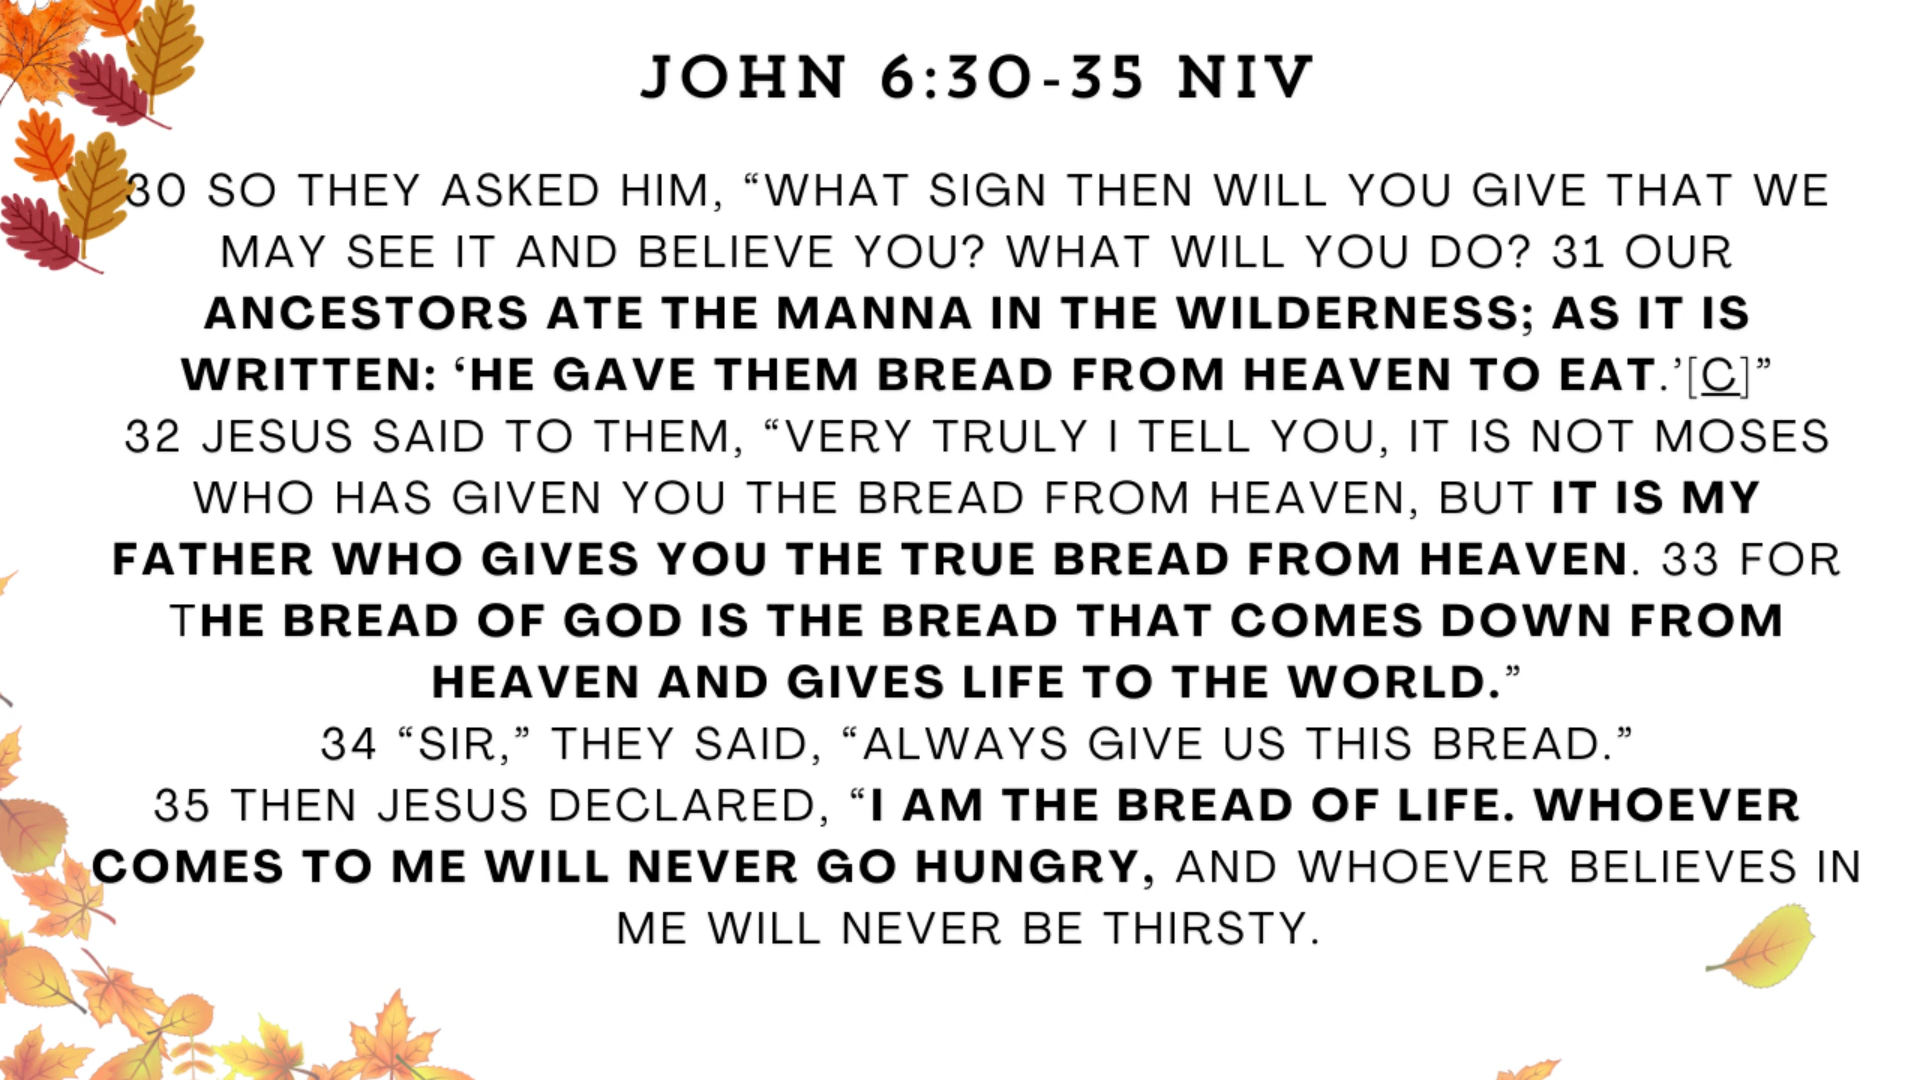 JOHN 6:30-35 NIV
30 SO THEY ASKED HIM, “WHAT SIGN THEN WILL YOU GIVE THAT WE
MAY SEE IT AND BELIEVE YOU? WHAT WILL YOU DO? 31 OUR
ANCESTORS ATE THE MANNA IN THE WILDERNESS; AS IT IS
WRITTEN: ‘HE GAVE THEM BREAD FROM HEAVEN TO EAT.’[C]”
32 JESUS SAID TO THEM, “VERY TRULY I TELL YOU, IT IS NOT MOSES
WHO HAS GIVEN YOU THE BREAD FROM HEAVEN, BUT IT IS MY
FATHER WHO GIVES YOU THE TRUE BREAD FROM HEAVEN. 33 FOR
THE BREAD OF GOD IS THE BREAD THAT COMES DOWN FROM
HEAVEN AND GIVES LIFE TO THE WORLD.”
34 “SIR,” THEY SAID, “ALWAYS GIVE US THIS BREAD.”
35 THEN JESUS DECLARED, “I AM THE BREAD OF LIFE. WHOEVER
COMES TO ME WILL NEVER GO HUNGRY, AND WHOEVER BELIEVES IN
ME WILL NEVER BE THIRSTY.